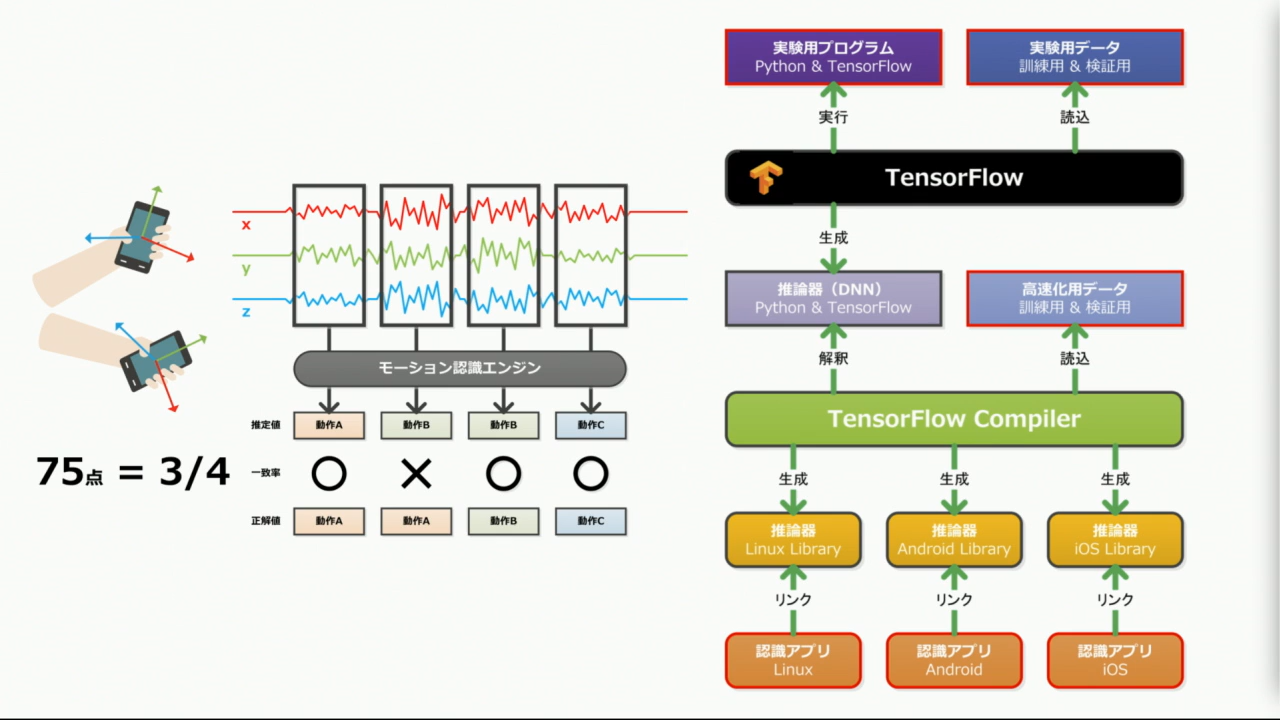 x
y
z
モーション認識エンジン
推定値
動作A
動作B
動作B
動作C
75点 = 3/4
一致率
○
×
○
○
正解値
動作A
動作A
動作B
動作C
実験用プログラム
Python & TensorFlow
実験用データ
訓練用 & 検証用
実行
読込
TensorFlow
生成
推論器（DNN）
Python & TensorFlow
高速化用データ
訓練用 & 検証用
解釈
読込
TensorFlow Compiler
生成
生成
生成
推論器
Linux Library
推論器
Android Library
推論器
iOS Library
リンク
リンク
リンク
認識アプリ
Linux
認識アプリ
Android
認識アプリ
iOS